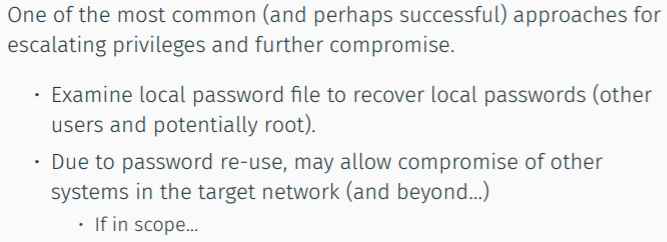 One of the most common (and perhaps successful) approaches for
escalating privileges and further compromise.
• Examine local password file to recover local passwords (other
users and potentially root).
• Due to password re-use, may allow compromise of other
systems in the target network (and beyond...)
• If in scope...